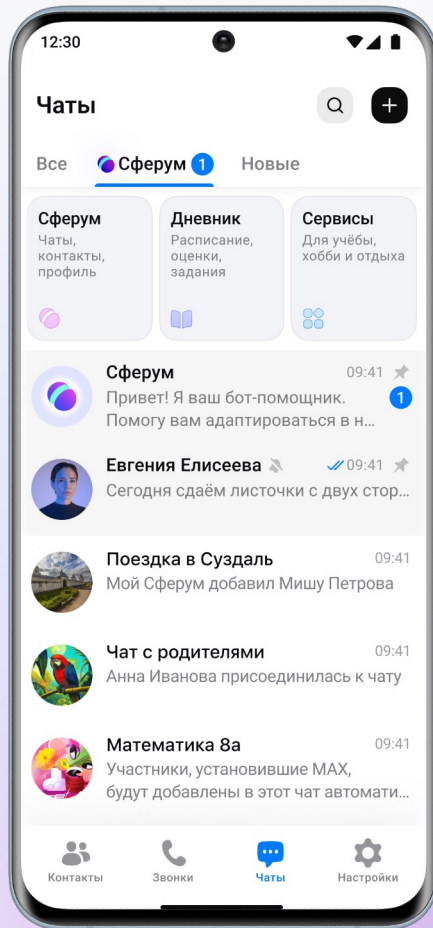 12:30
Чаты
Все
Сферум 1
Новые
Сферум
Чаты,
контакты,
профиль
Дневник
Расписание,
оценки,
задания
Сервисы
Для учёбы,
хобби и отдыха
Сферум 09:41
Привет! Я ваш бот-помощник. 1
Помогу вам адаптироваться в н...
Евгения Елисеева 09:41
Сегодня сдаём листочки с двух стор...
Поездка в Суздаль 09:41
Мой Сферум добавил Мишу Петрова
Чат с родителями 09:41
Анна Иванова присоединилась к чату
Математика 8а 09:41
Участники, установившие MAX,
будут добавлены в этот чат автомати...
Контакты
Звонки
Чаты
Настройки